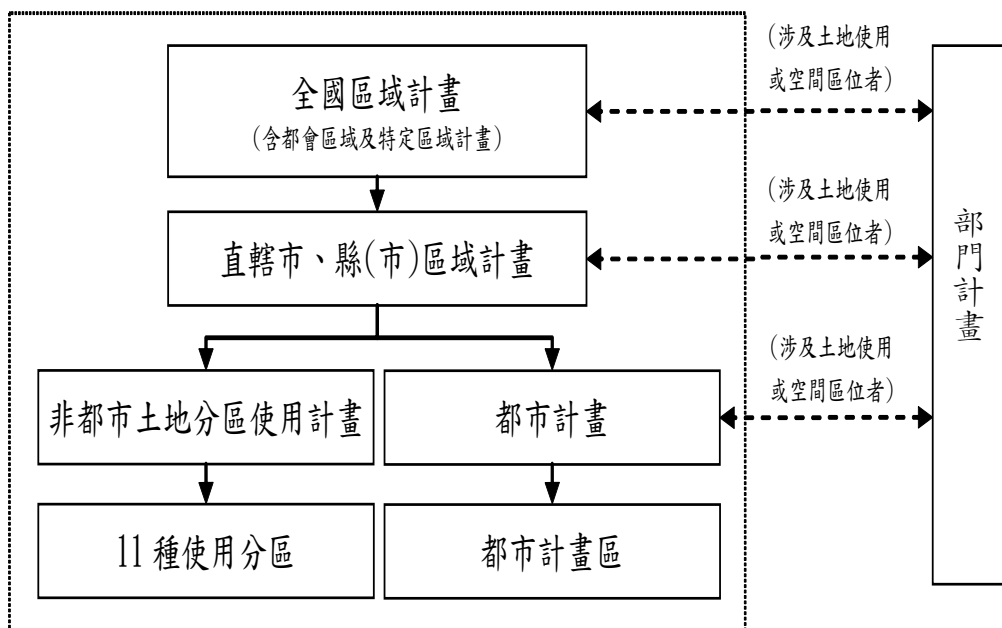 全國區域計畫
(含都會區域及特定區域計畫)
(涉及土地使用
或空間區位者)
直轄市、縣(市)區域計畫
(涉及土地使用
或空間區位者)
部門計畫
非都市土地分區使用計畫
都市計畫
(涉及土地使用
或空間區位者)
11 種使用分區
都市計畫區